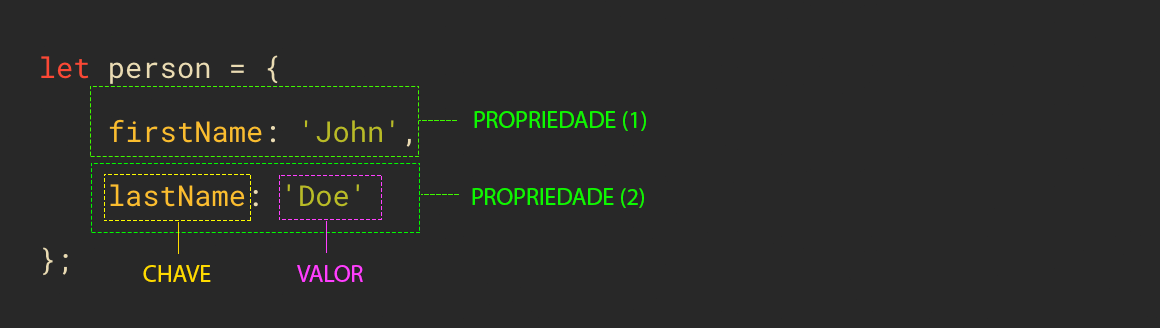 let person = {
firstName: 'John', PROPRIEDADE (1)
lastName: 'Doe' PROPRIEDADE (2)
}; CHAVE VALOR